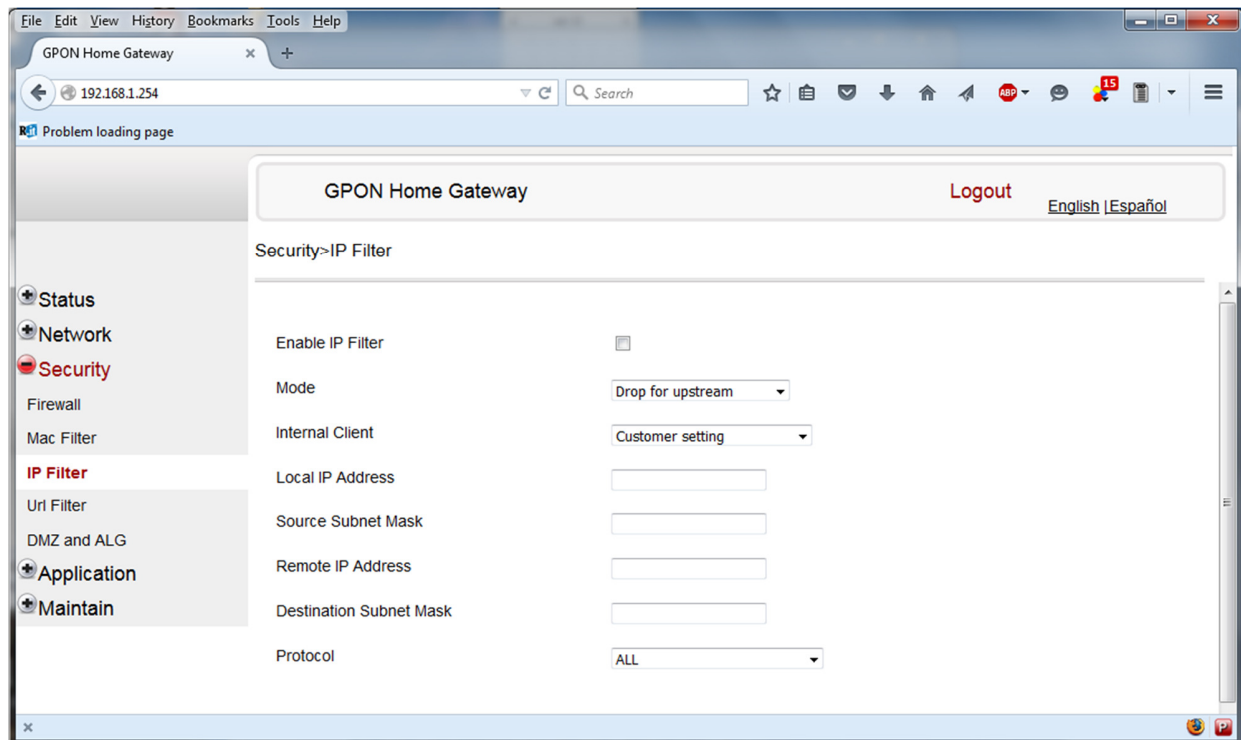 File Edit View History Bookmarks Tools Help
GPON Home Gateway
192.168.1.254
Search
ABP
15
Problem loading page
GPON Home Gateway
Logout
English | Español
Security>IP Filter
Status
Network
Security
Firewall
Mac Filter
IP Filter
Url Filter
DMZ and ALG
Application
Maintain
Enable IP Filter
Mode Drop for upstream
Internal Client Customer setting
Local IP Address
Source Subnet Mask
Remote IP Address
Destination Subnet Mask
Protocol ALL